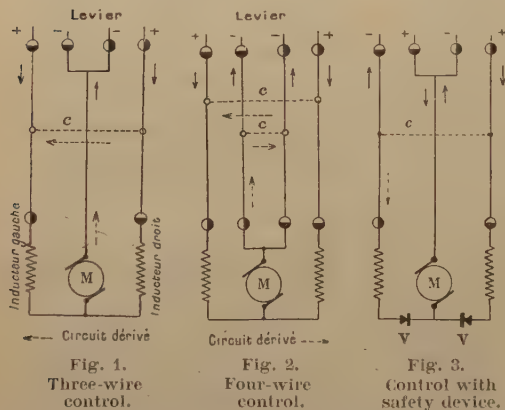 Levier Levier
+ - - + + - - + - + - +
c c c c
Inducteur gauche Inducteur droit
M M M
V V
Circuit dérivé Circuit dérivé
Fig. 1. Fig. 2. Fig. 3.
Three-wire Four-wire Control with
control. control. safety device.